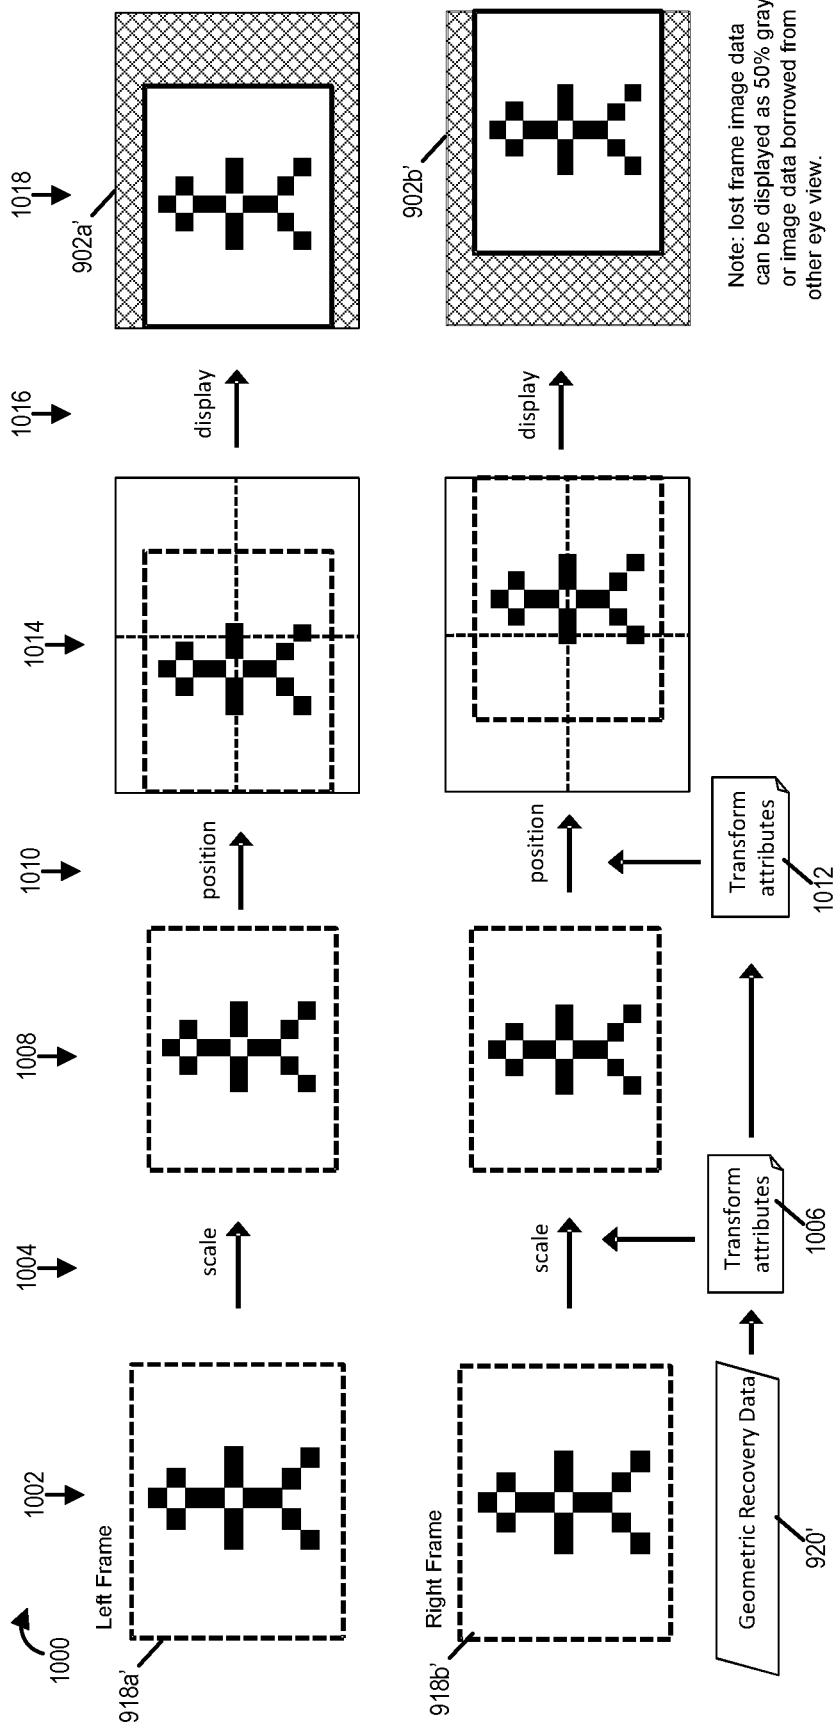 1000
1002
1004
1008
1010
1014
1016
1018
Left Frame
918a'
scale
position
display
902a'
Right Frame
918b'
scale
position
display
902b'
Geometric Recovery Data
920'
Transform
attributes
1006
Transform
attributes
1012
Note: lost frame image data
can be displayed as 50% gray
or image data borrowed from
other eye view.